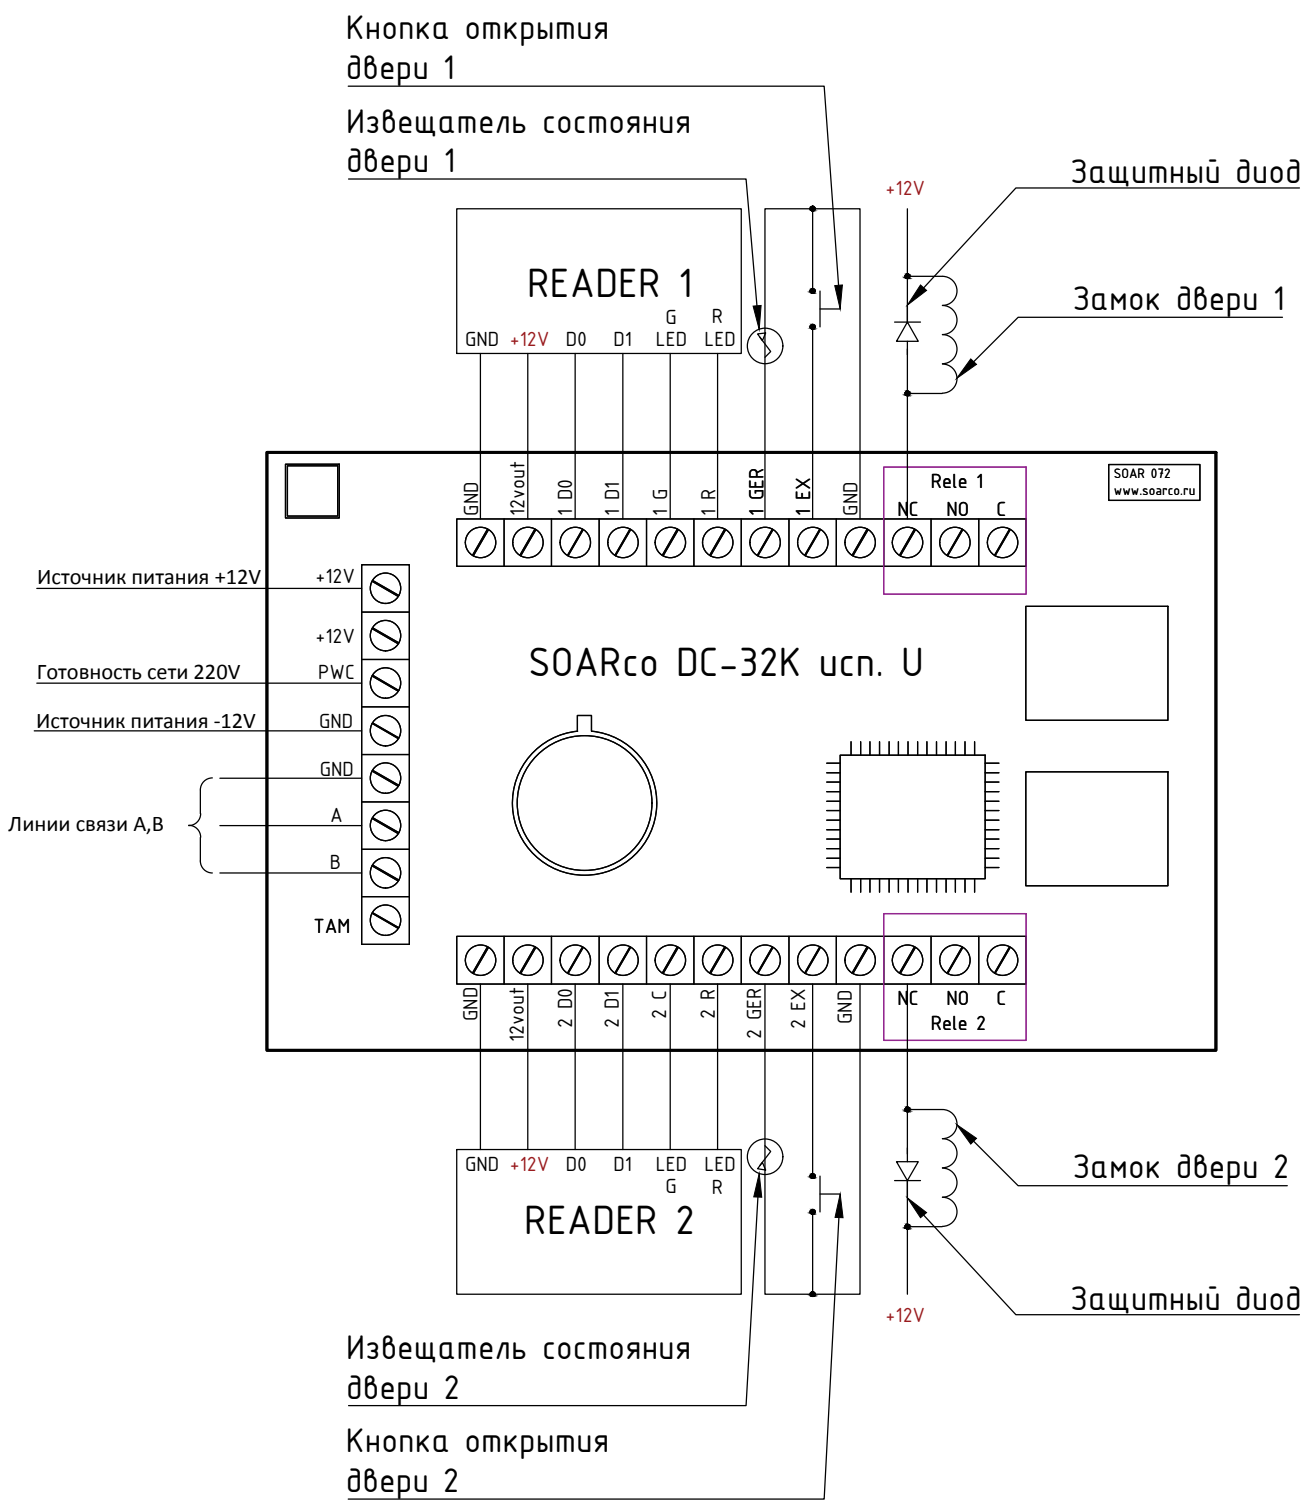 Кнопка открытия
двери 1
Извещатель состояния
двери 1
Защитный диод
+12V
Замок двери 1
READER 1
G R
GND +12V D0 D1 LED LED
GND 12vout 1 D0 1 D1 1 G 1 R 1 GER 1 EX GND
Rele 1
NC NO C
SOAR 072
www.soarco.ru
Источник питания +12V
+12V
+12V
Готовность сети 220V
PWC
Источник питания -12V
GND
GND
Линии связи А,В
A
B
TAM
SOARco DC-32K исп. U
GND 12vout 2 D0 2 D1 2 C 2 R 2 GER 2 EX GND
NC NO C
Rele 2
GND +12V D0 D1 LED LED
G R
READER 2
Замок двери 2
Защитный диод
+12V
Извещатель состояния
двери 2
Кнопка открытия
двери 2